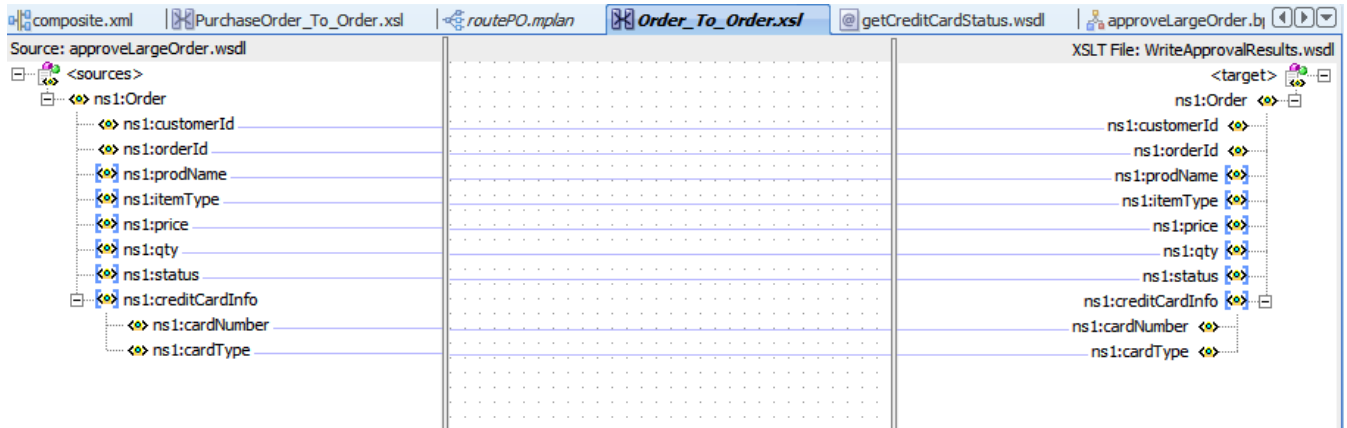 composite.xml PurchaseOrder_To_Order.xsl routePO.mplan Order_To_Order.xsl getCreditCardStatus.wsdl approveLargeOrder.b
Source: approveLargeOrder.wsdl XSLT File: WriteApprovalResults.wsdl
<sources> <target>
ns1:Order ns1:Order
ns1:customerId ns1:customerId
ns1:orderId ns1:orderId
ns1:prodName ns1:prodName
ns1:itemType ns1:itemType
ns1:price ns1:price
ns1:qty ns1:qty
ns1:status ns1:status
ns1:creditCardInfo ns1:creditCardInfo
ns1:cardNumber ns1:cardNumber
ns1:cardType ns1:cardType